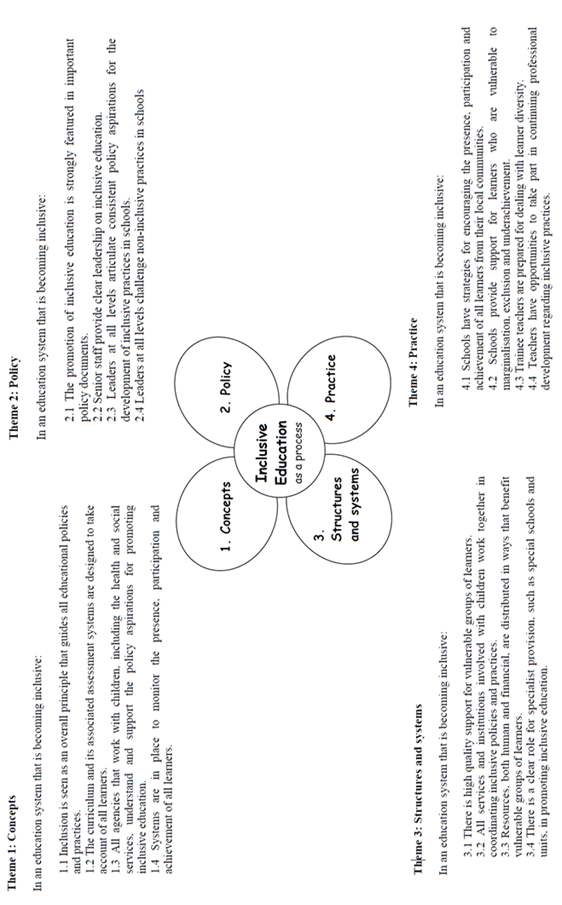 Theme 1: Concepts
In an education system that is becoming inclusive:
1.1 Inclusion is seen as an overall principle that guides all educational policies
and practices.
1.2 The curriculum and its associated assessment systems are designed to take
account of all learners.
1.3 All agencies that work with children, including the health and social
services, understand and support the policy aspirations for promoting
inclusive education.
1.4 Systems are in place to monitor the presence, participation and
achievement of all learners.
Theme 2: Policy
In an education system that is becoming inclusive:
2.1 The promotion of inclusive education is strongly featured in important
policy documents.
2.2 Senior staff provide clear leadership on inclusive education.
2.3 Leaders at all levels articulate consistent policy aspirations for the
development of inclusive practices in schools.
2.4 Leaders at all levels challenge non-inclusive practices in schools
1. Concepts
2. Policy
Inclusive
Education
as a process
3.
Structures
and systems
4. Practice
Theme 3: Structures and systems
In an education system that is becoming inclusive:
3.1 There is high quality support for vulnerable groups of learners.
3.2 All services and institutions involved with children work together in
coordinating inclusive policies and practices.
3.3 Resources, both human and financial, are distributed in ways that benefit
vulnerable groups of learners.
3.4 There is a clear role for specialist provision, such as special schools and
units, in promoting inclusive education.
Theme 4: Practice
In an education system that is becoming inclusive:
4.1 Schools have strategies for encouraging the presence, participation and
achievement of all learners from their local communities.
4.2 Schools provide support for learners who are vulnerable to
marginalisation, exclusion and underachievement.
4.3 Trainee teachers are prepared for dealing with learner diversity.
4.4 Teachers have opportunities to take part in continuing professional
development regarding inclusive practices.